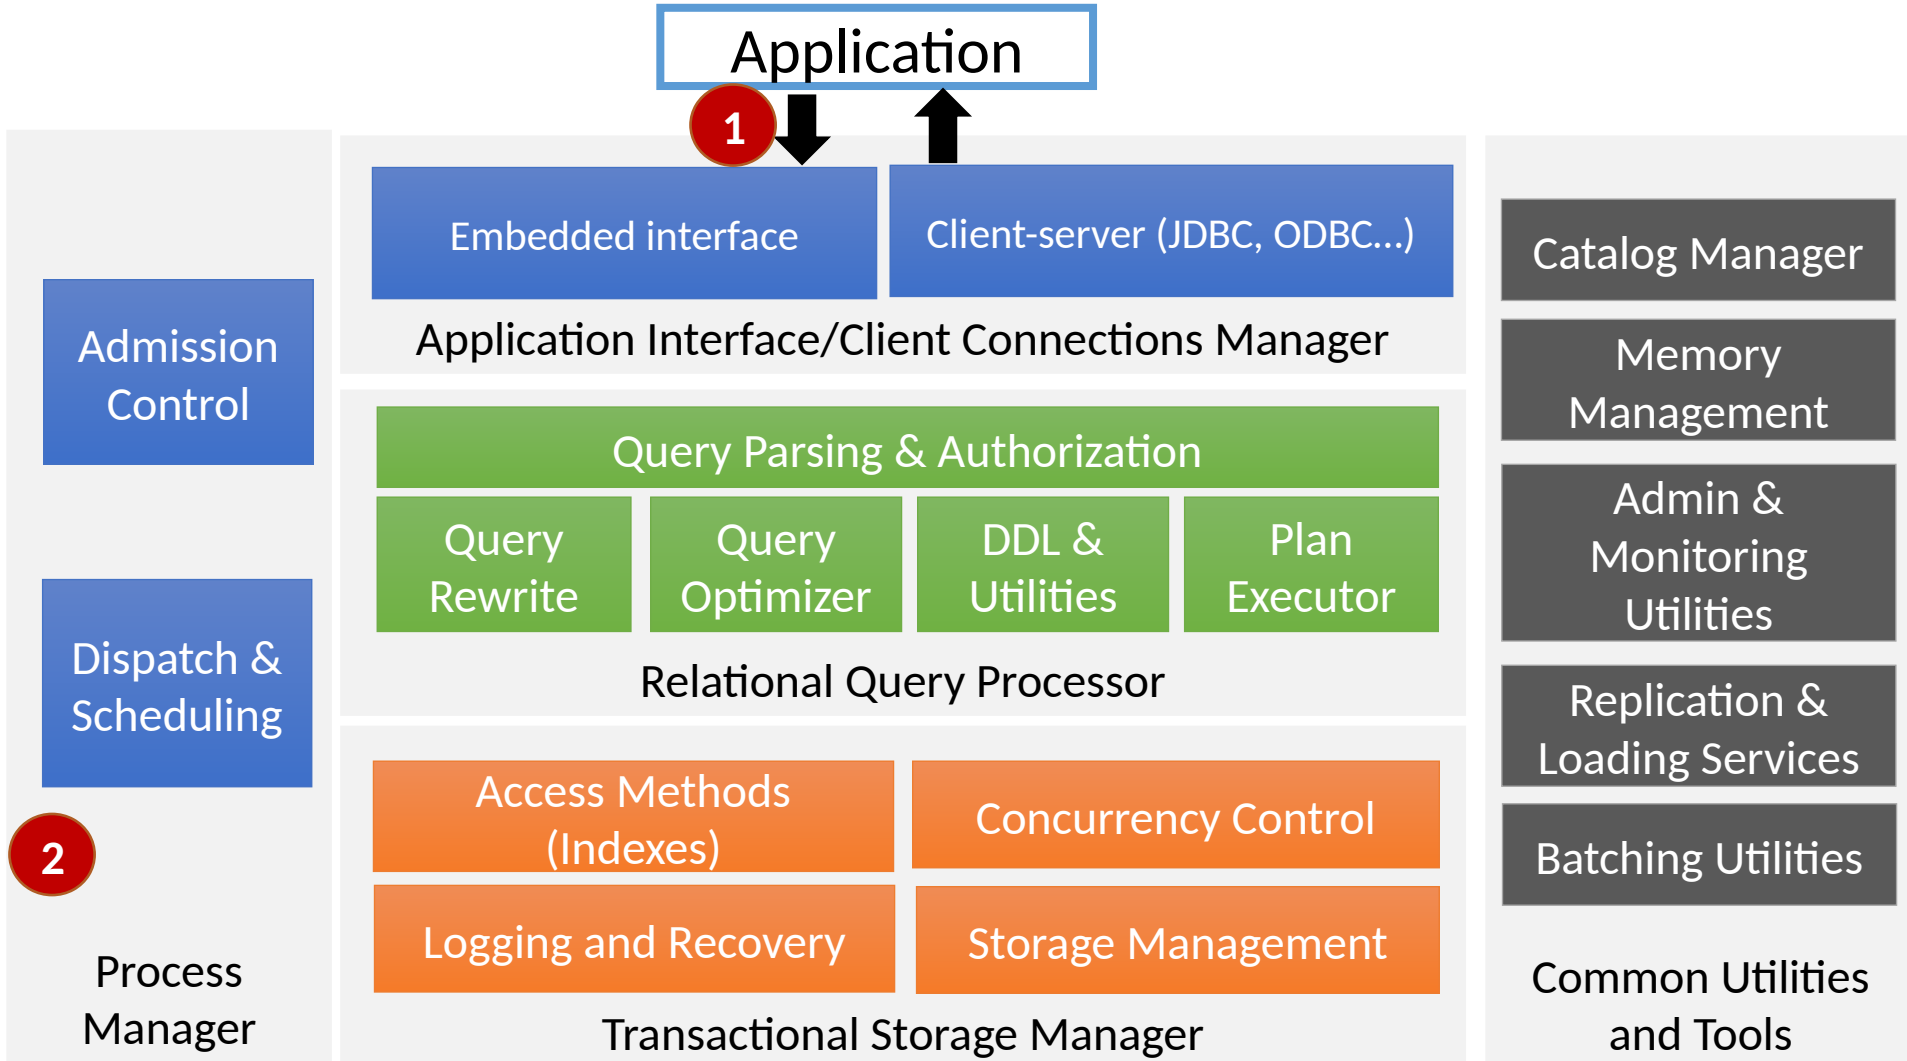 Application
1
Embedded interface
Client-server (JDBC, ODBC...)
Application Interface/Client Connections Manager
Admission
Control
Dispatch &
Scheduling
2
Process
Manager
Query Parsing & Authorization
Query
Rewrite
Query
Optimizer
DDL &
Utilities
Plan
Executor
Relational Query Processor
Access Methods
(Indexes)
Concurrency Control
Logging and Recovery
Storage Management
Transactional Storage Manager
Catalog Manager
Memory
Management
Admin &
Monitoring
Utilities
Replication &
Loading Services
Batching Utilities
Common Utilities
and Tools